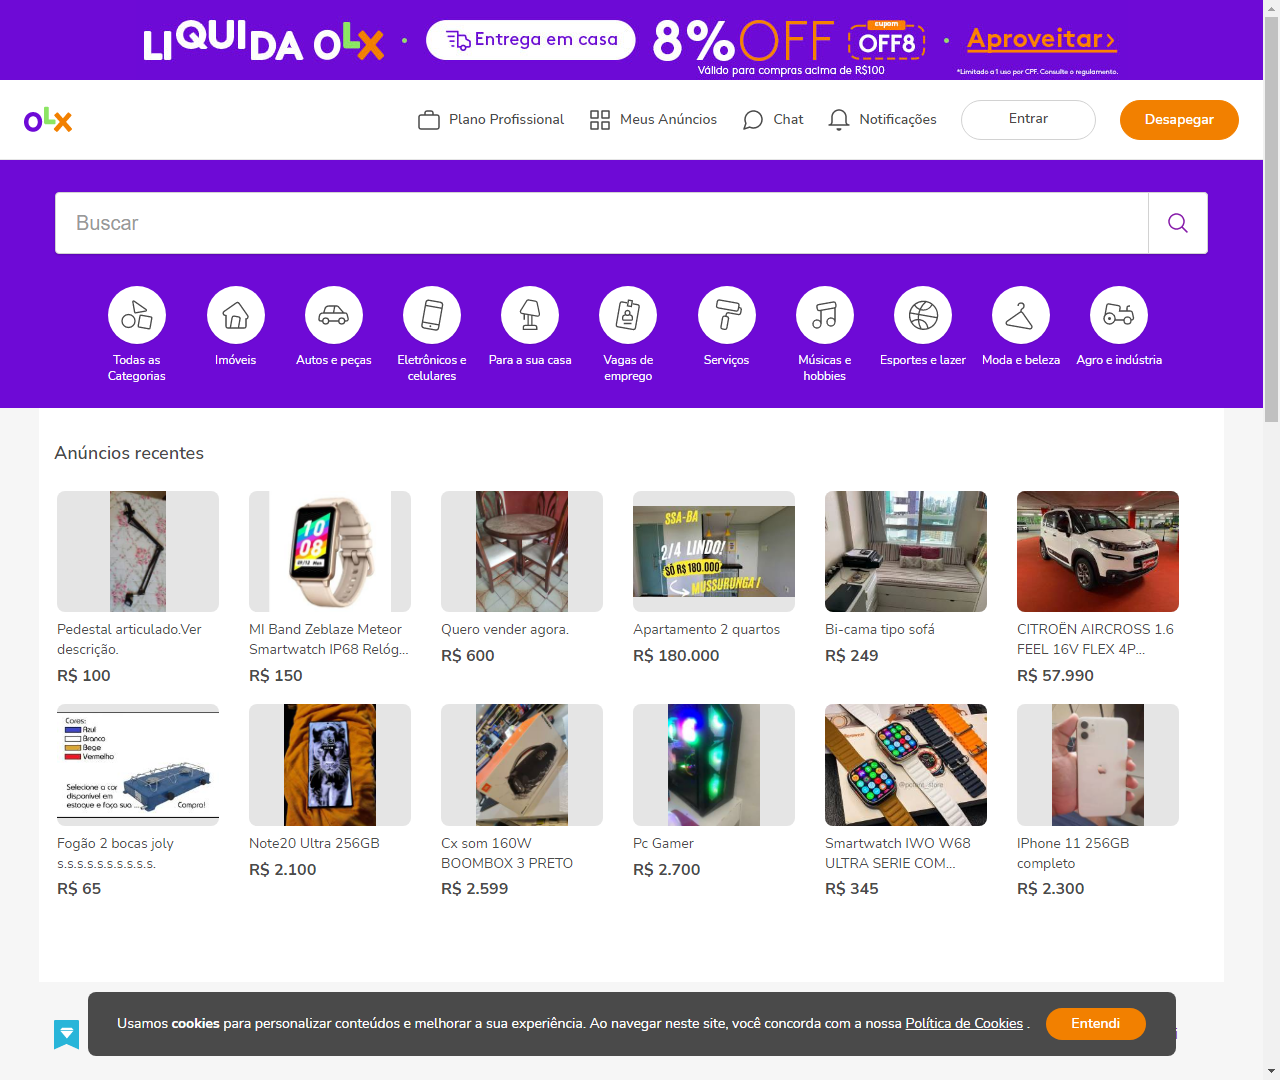 LIQUIDA OLX
Entrega em casa
8%OFF
cupom
OFF8
Aproveitar›
Válido para compras acima de R$100
*Limitado a 1 uso por CPF. Consulte o regulamento.
OLX
Plano Profissional
Meus Anúncios
Chat
Notificações
Entrar
Desapegar
Buscar
Todas as
Categorias
Imóveis
Autos e peças
Eletrônicos e
celulares
Para a sua casa
Vagas de
emprego
Serviços
Músicas e
hobbies
Esportes e lazer
Moda e beleza
Agro e indústria
Anúncios recentes
10
08
SSA-BA
2/4 LINDO!
SÓ R$ 180.000
MUSSURUNGA!
Pedestal articulado.Ver
descrição.
R$ 100
MI Band Zeblaze Meteor
Smartwatch IP68 Relóg...
R$ 150
Quero vender agora.
R$ 600
Apartamento 2 quartos
R$ 180.000
Bi-cama tipo sofá
R$ 249
CITROËN AIRCROSS 1.6
FEEL 16V FLEX 4P...
R$ 57.990
Cores:
Azul
Branco
Bege
Vermelho
Selecione a cor
disponível em
estoque e faça sua ...
Compra!
Fogão 2 bocas joly
s.s.s.s.s.s.s.s.s.s.
R$ 65
Note20 Ultra 256GB
R$ 2.100
Cx som 160W
BOOMBOX 3 PRETO
R$ 2.599
Pc Gamer
R$ 2.700
Smartwatch IWO W68
ULTRA SERIE COM...
R$ 345
IPhone 11 256GB
completo
R$ 2.300
Usamos cookies para personalizar conteúdos e melhorar a sua experiência. Ao navegar neste site, você concorda com a nossa Política de Cookies .
Entendi